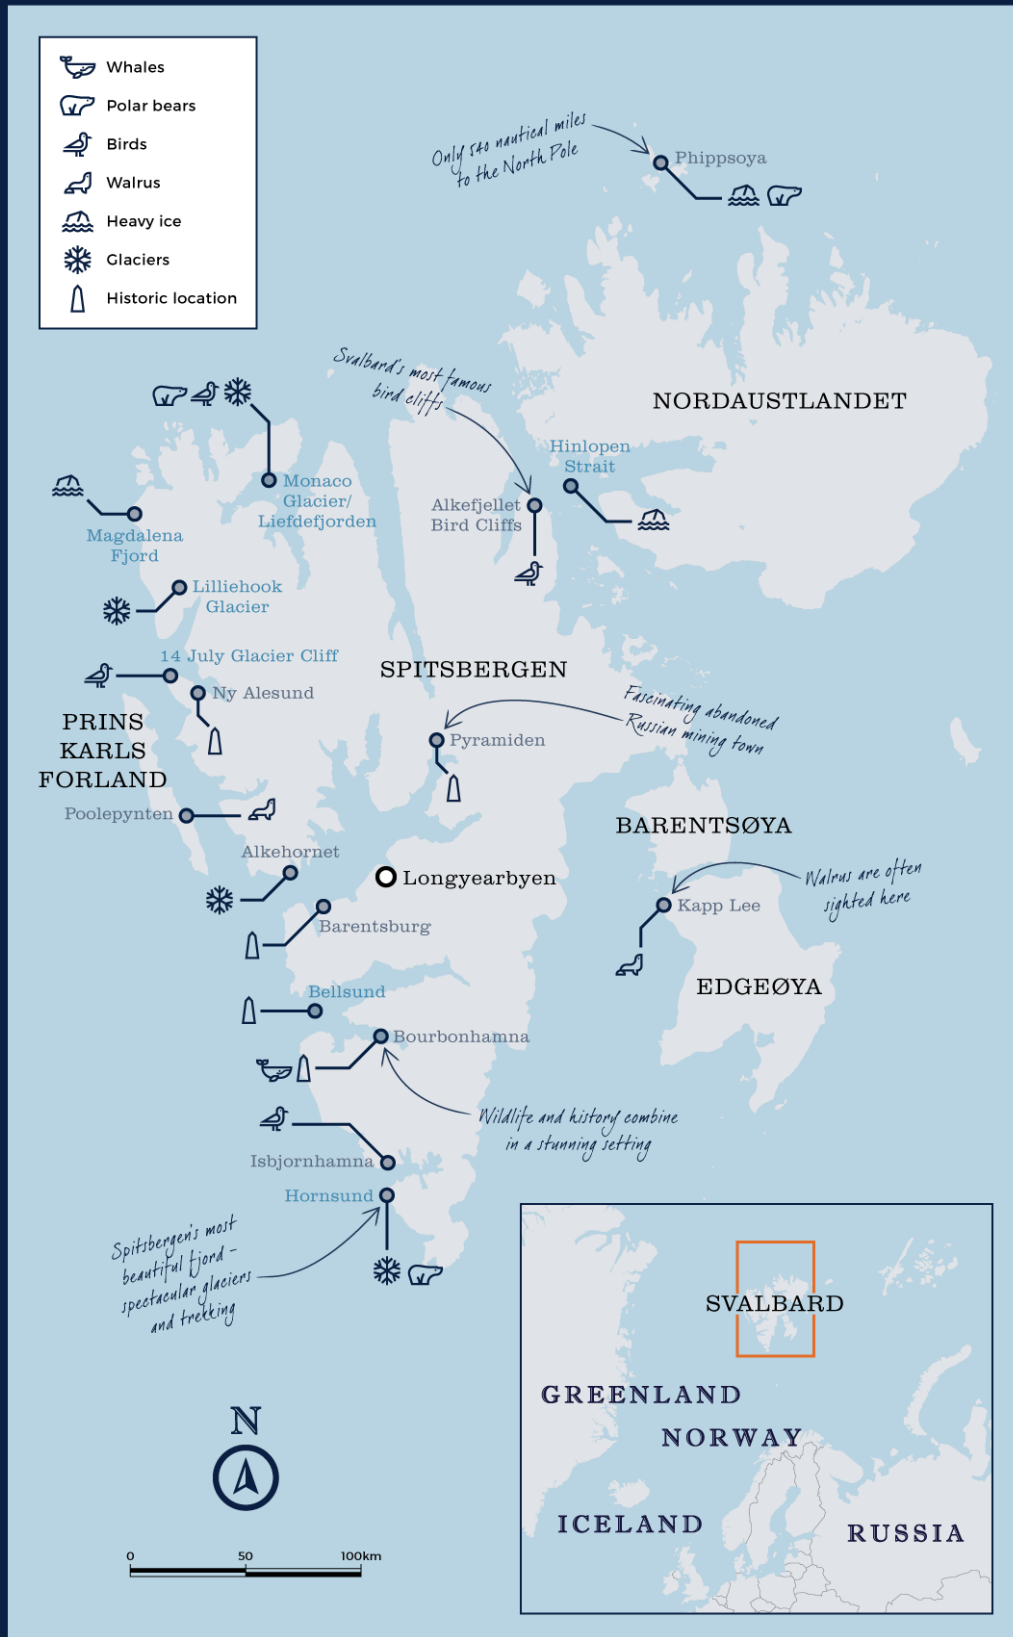 Whales
Polar bears
Birds
Walrus
Heavy ice
Glaciers
Historic location
Only 540 nautical miles
to the North Pole
Phippsoya
Svalbard's most famous
bird cliffs
NORDAUSTLANDET
Hinlopen
Strait
Monaco
Glacier/
Liefdefjorden
Alkefjellet
Bird Cliffs
Magdalena
Fjord
Lilliehook
Glacier
14 July Glacier Cliff
SPITSBERGEN
Ny Alesund
Fascinating abandoned
Russian mining town
PRINS
KARLS
FORLAND
Pyramiden
Poolepynten
BARENTSØYA
Alkehornet
Longyearbyen
Walrus are often
sighted here
Kapp Lee
Barentsburg
EDGEØYA
Bellsund
Bourbonhamna
Wildlife and history combine
in a stunning setting
Isbjornhamna
Hornsund
Spitsbergen's most
beautiful fjord –
spectacular glaciers
and trekking
SVALBARD
GREENLAND
NORWAY
ICELAND
RUSSIA
N
0 50 100km